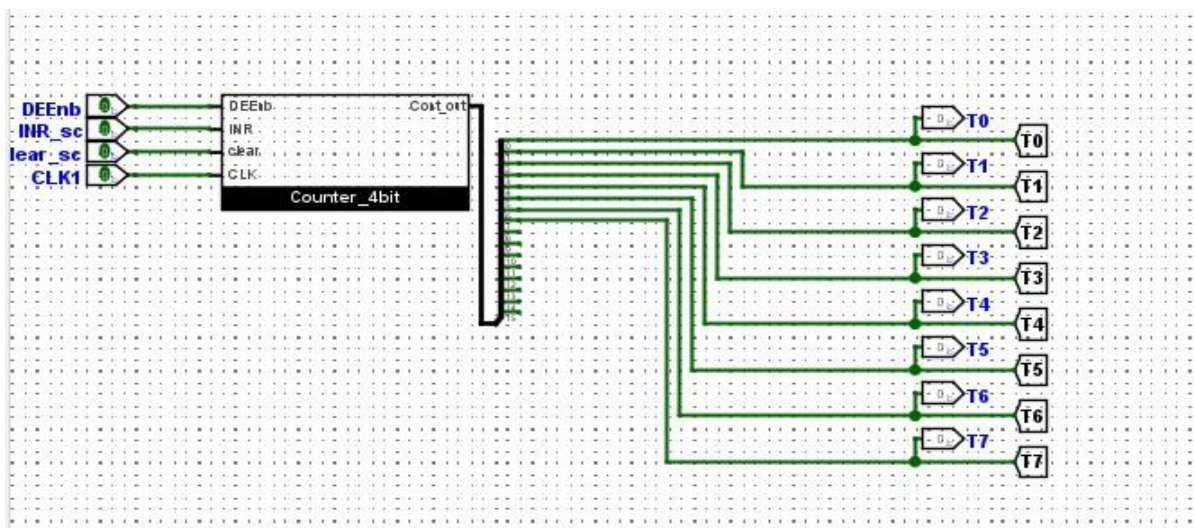 DEEnb
INR_sc
lear_sc
CLK1
DEEnb
Cout_out
INR
clear
CLK
Counter_4bit
T0
T0
T1
T1
T2
T2
T3
T3
T4
T4
T5
T5
T6
T6
T7
T7